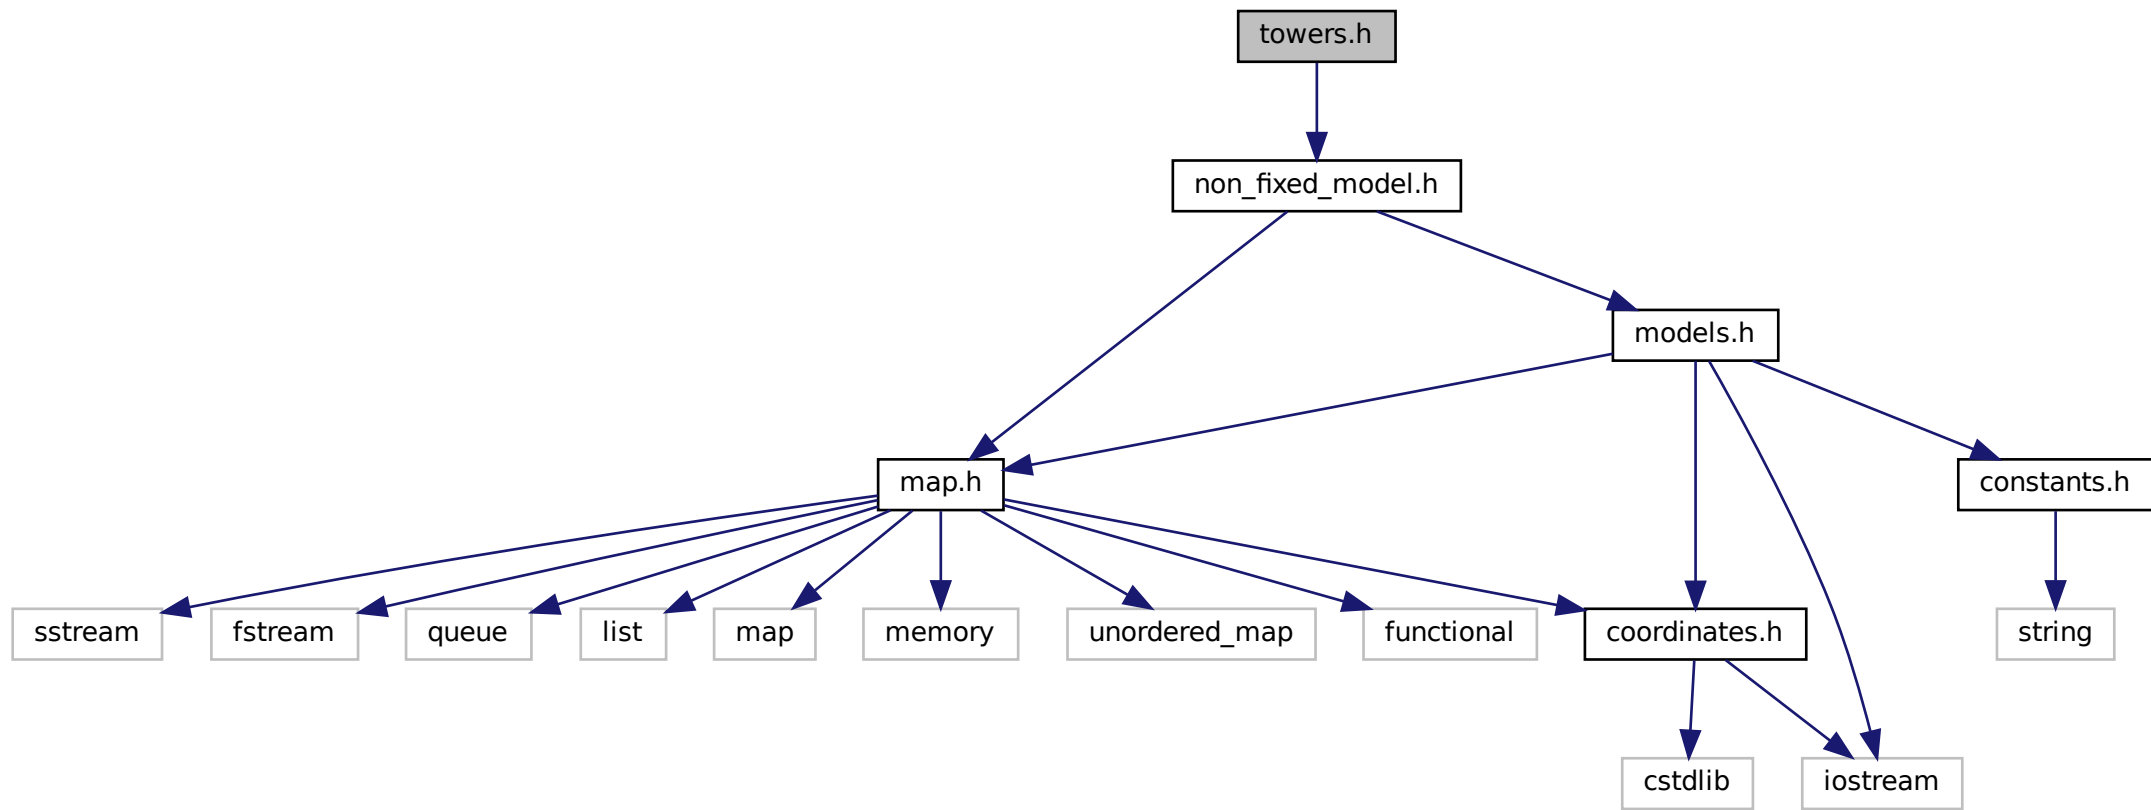 towers.h
non_fixed_model.h
models.h
map.h
constants.h
sstream
fstream
queue
list
map
memory
unordered_map
functional
coordinates.h
string
cstdlib
iostream